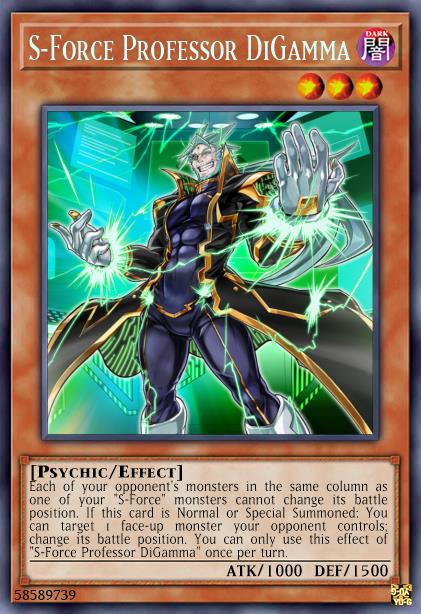 S-Force Professor DiGamma
DARK
闇
[Psychic/Effect]
Each of your opponent's monsters in the same column as
one of your "S-Force" monsters cannot change its battle
position. If this card is Normal or Special Summoned: You
can target 1 face-up monster your opponent controls;
change its battle position. You can only use this effect of
"S-Force Professor DiGamma" once per turn.
ATK/1000 DEF/1500
58589739